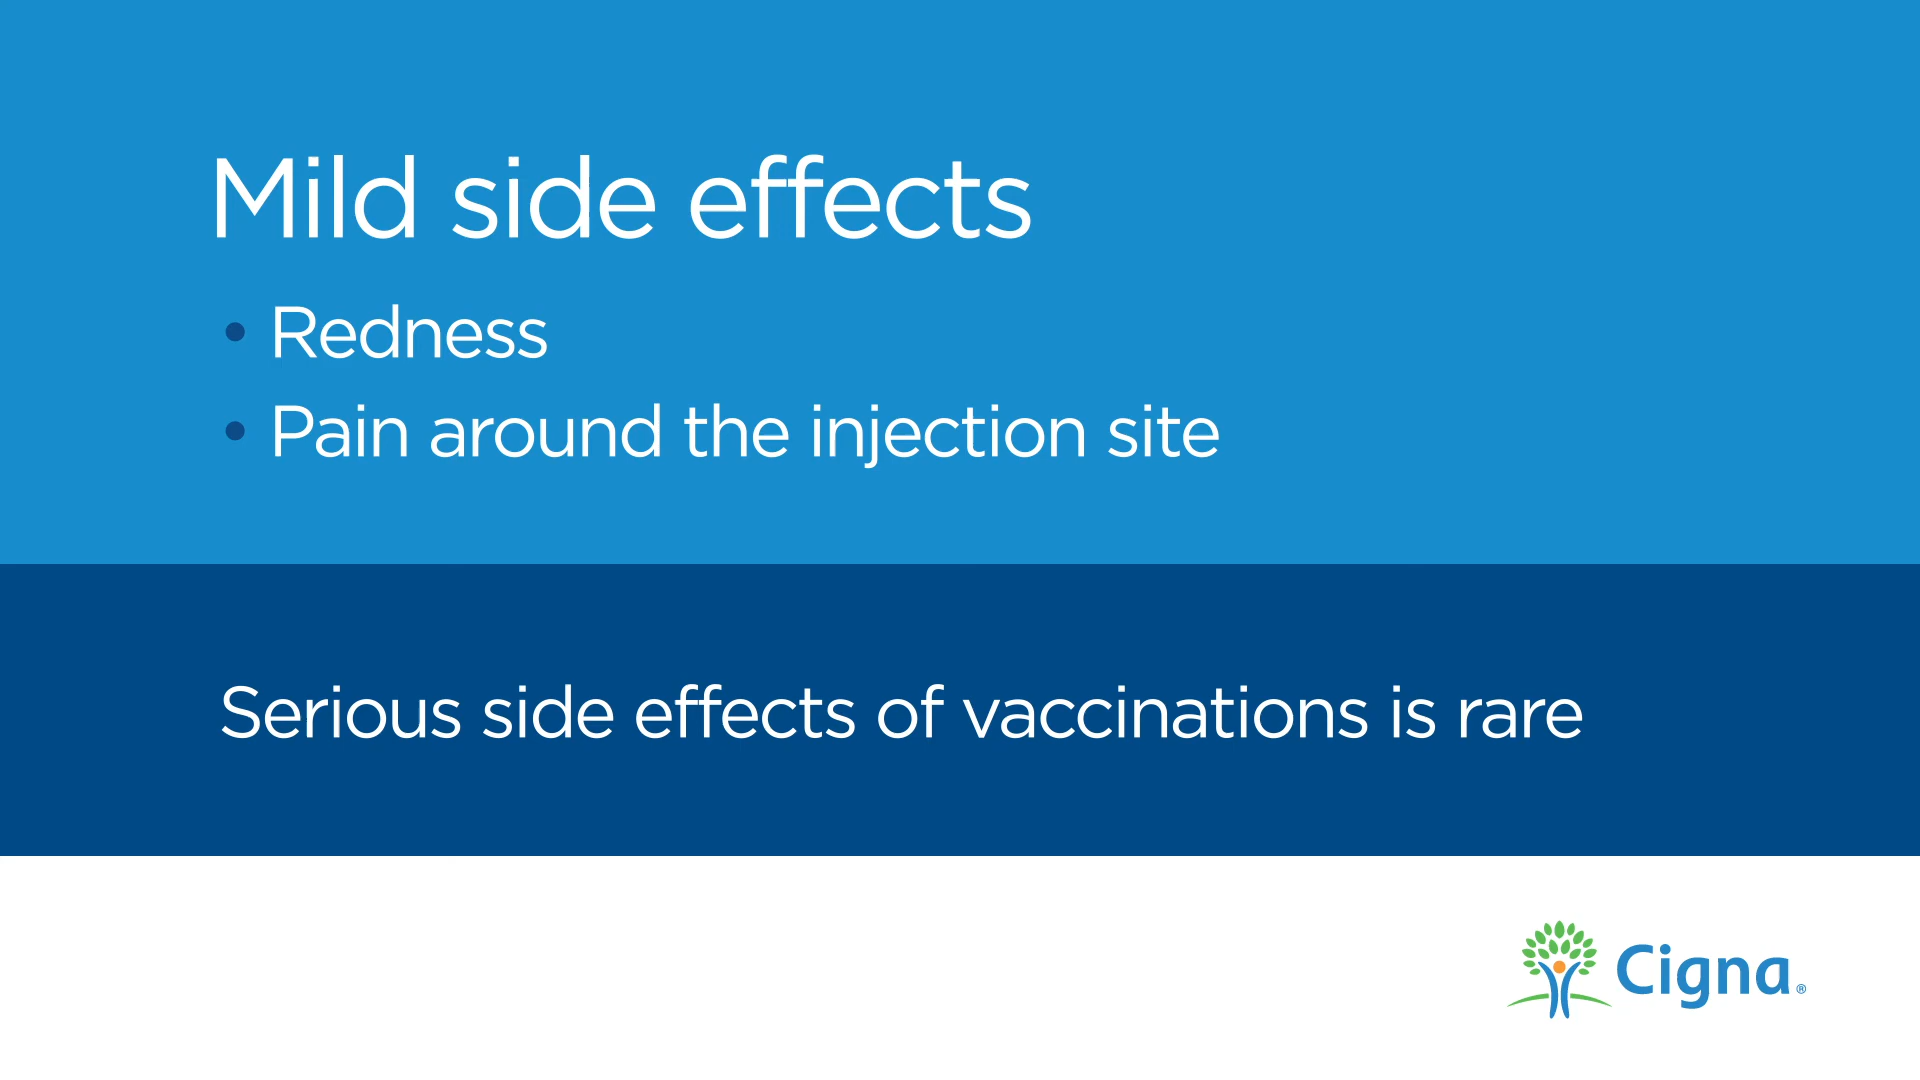 Mild side effects
• Redness
• Pain around the injection site
Serious side effects of vaccinations is rare
Cigna®